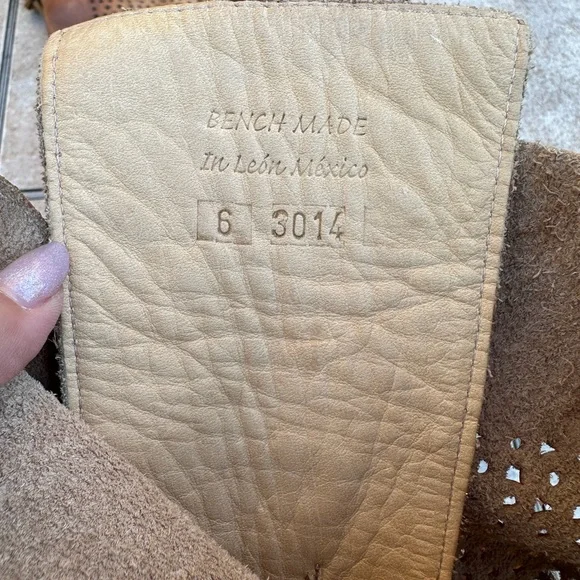 BENCH MADE
In León México
6 3014